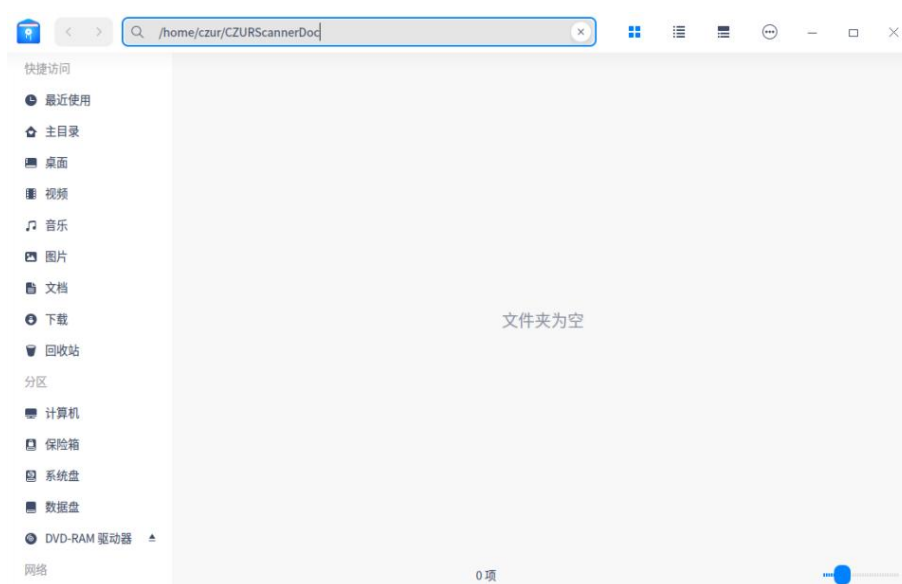 /home/czur/CZURScannerDoc
快捷访问
最近使用
主目录
桌面
视频
音乐
图片
文档
下载
回收站
分区
计算机
保险箱
系统盘
数据盘
DVD-RAM 驱动器
网络
文件夹为空
0 项